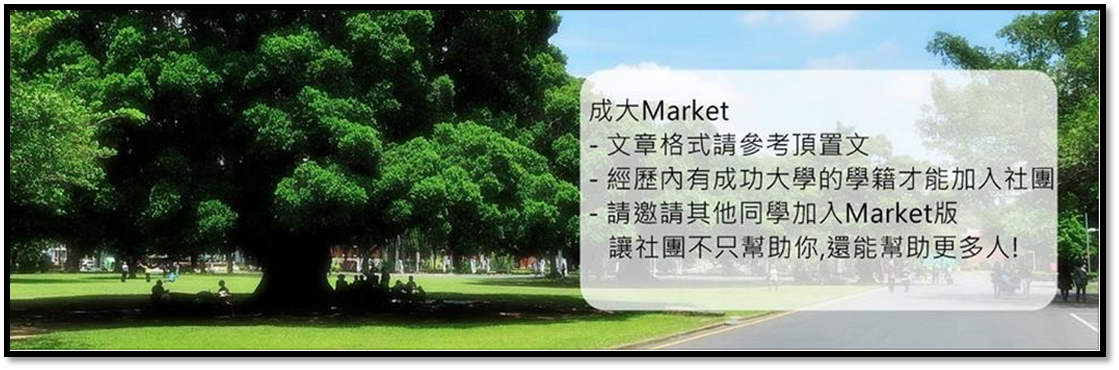 成大Market
- 文章格式請參考頂置文
- 經歷內有成功大學的學籍才能加入社團
- 請邀請其他同學加入Market版
讓社團不只幫助你,還能幫助更多人!